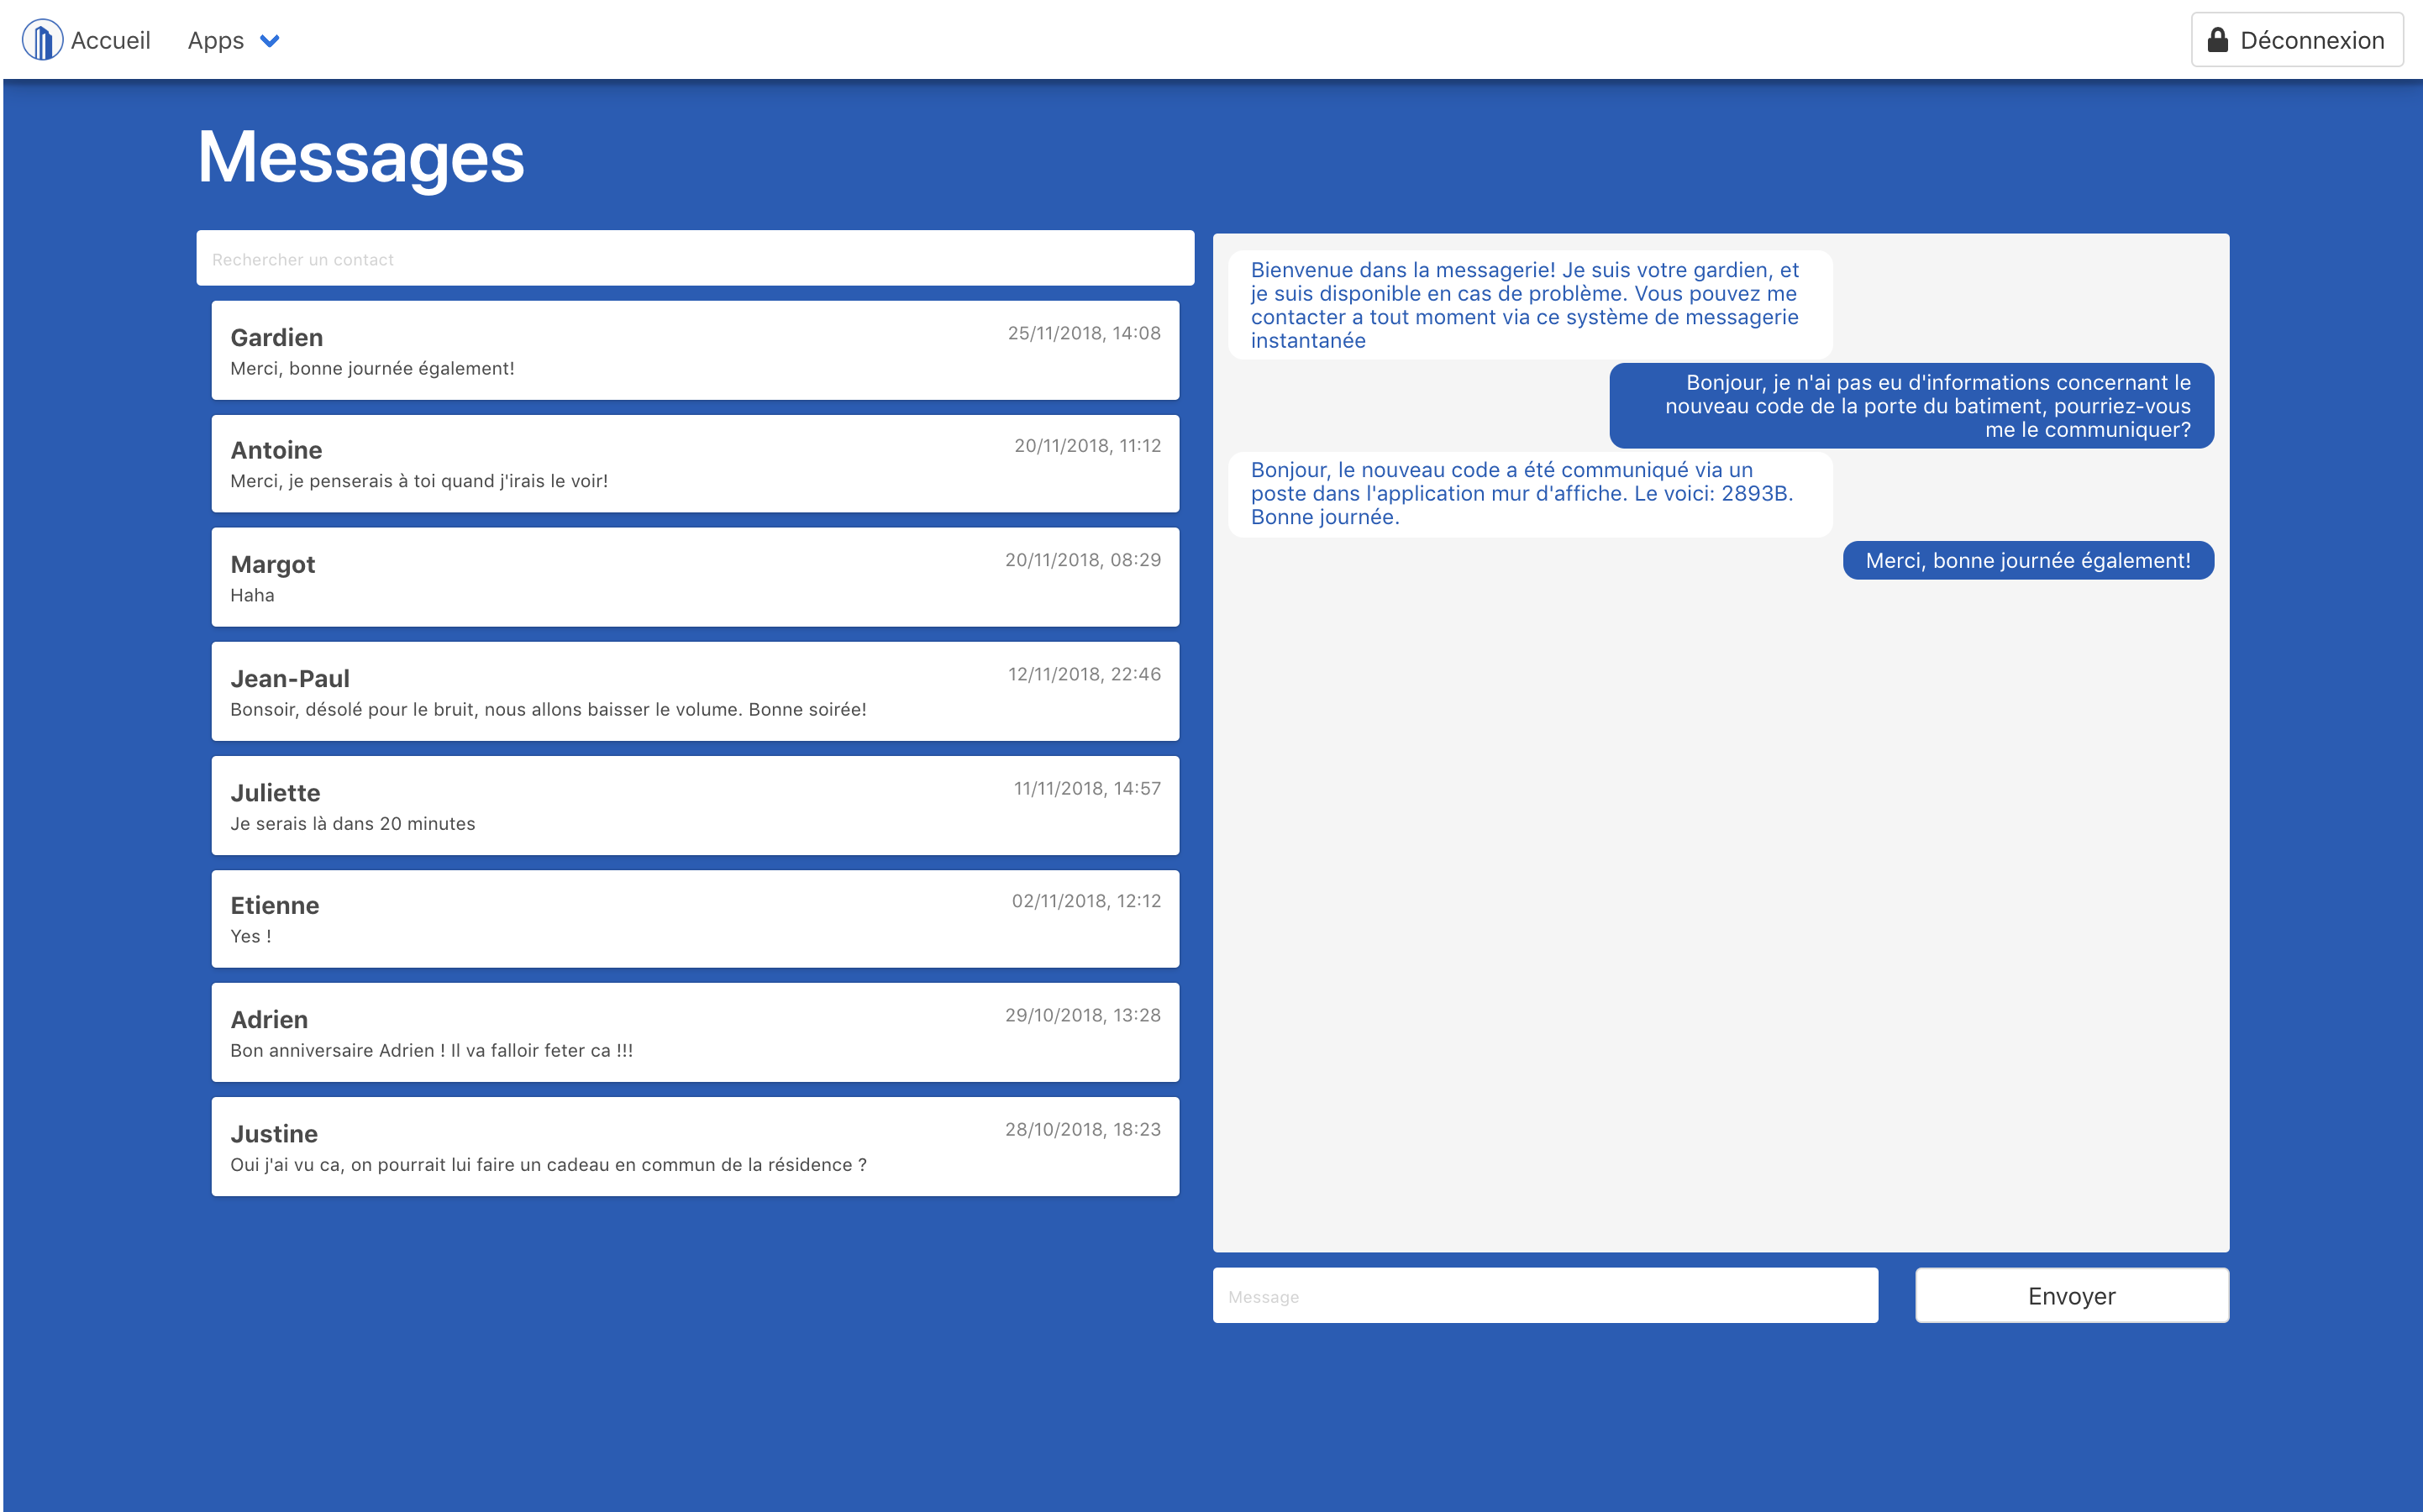 Accueil
Apps
Déconnexion
Messages
Rechercher un contact
Gardien
25/11/2018, 14:08
Merci, bonne journée également!
Antoine
20/11/2018, 11:12
Merci, je penserais à toi quand j'irais le voir!
Margot
20/11/2018, 08:29
Haha
Jean-Paul
12/11/2018, 22:46
Bonsoir, désolé pour le bruit, nous allons baisser le volume. Bonne soirée!
Juliette
11/11/2018, 14:57
Je serais là dans 20 minutes
Etienne
02/11/2018, 12:12
Yes !
Adrien
29/10/2018, 13:28
Bon anniversaire Adrien ! Il va falloir feter ca !!!
Justine
28/10/2018, 18:23
Oui j'ai vu ca, on pourrait lui faire un cadeau en commun de la résidence ?
Bienvenue dans la messagerie! Je suis votre gardien, et
je suis disponible en cas de problème. Vous pouvez me
contacter a tout moment via ce système de messagerie
instantanée
Bonjour, je n'ai pas eu d'informations concernant le
nouveau code de la porte du batiment, pourriez-vous
me le communiquer?
Bonjour, le nouveau code a été communiqué via un
poste dans l'application mur d'affiche. Le voici: 2893B.
Bonne journée.
Merci, bonne journée également!
Message
Envoyer